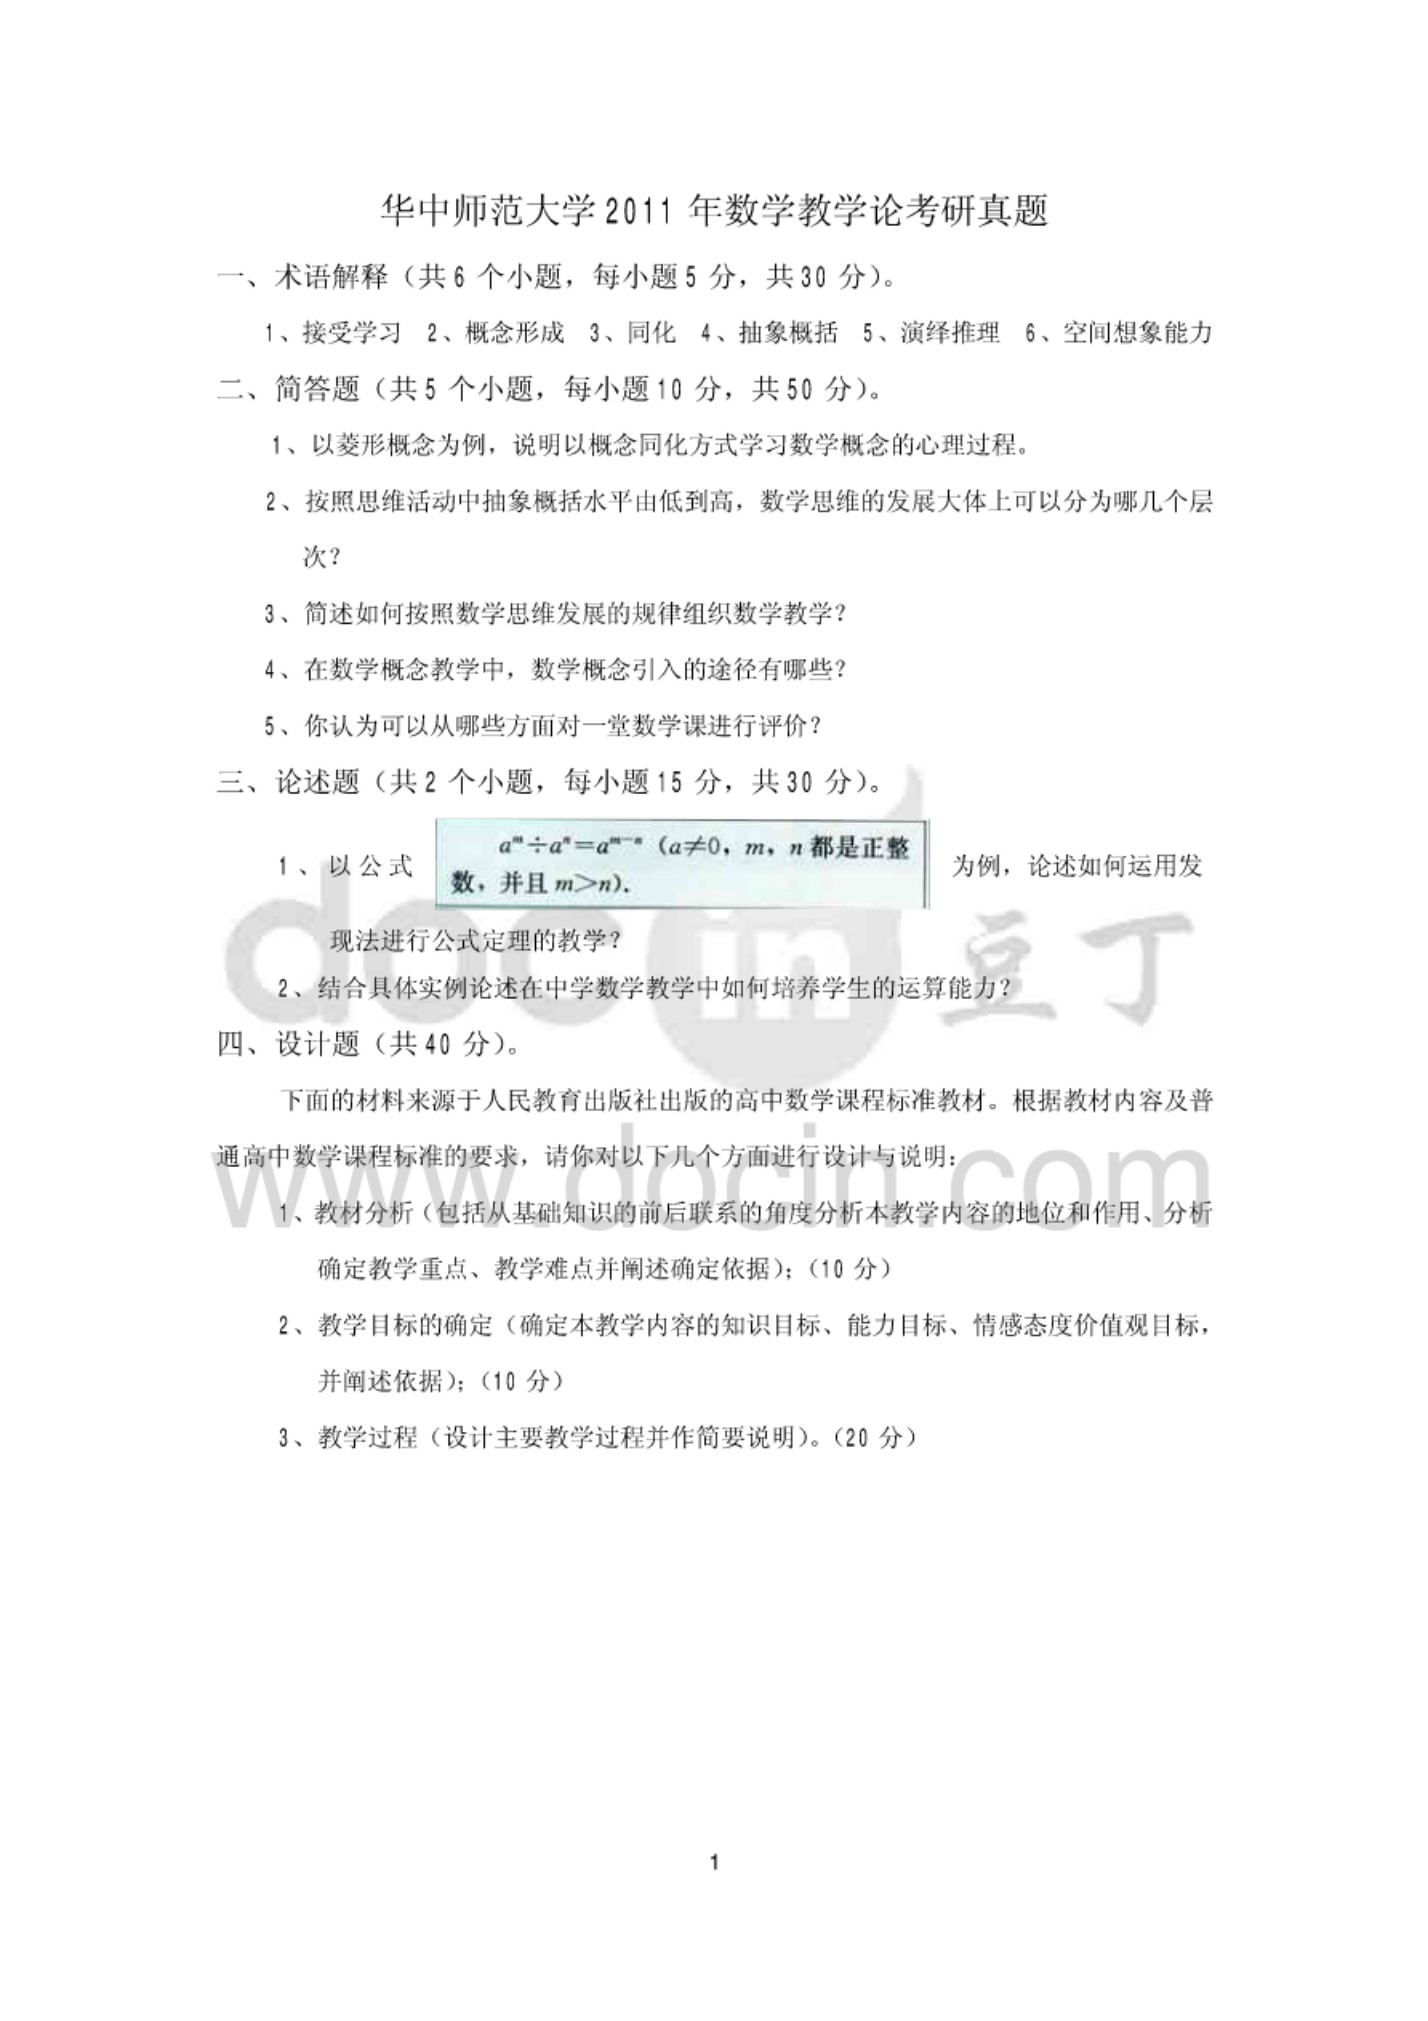 华中师范大学2011 年数学教学论考研真题
一、术语解释（共6 个小题，每小题5 分，共30 分）。
1、接受学习 2、概念形成 3、同化 4、抽象概括 5、演绎推理 6、空间想象能力
二、简答题（共5 个小题，每小题10 分，共50 分）。
1、以菱形概念为例，说明以概念同化方式学习数学概念的心理过程。
2、按照思维活动中抽象概括水平由低到高，数学思维的发展大体上可以分为哪几个层
次？
3、简述如何按照数学思维发展的规律组织数学教学？
4、在数学概念教学中，数学概念引入的途径有哪些？
5、你认为可以从哪些方面对一堂数学课进行评价？
三、论述题（共2 个小题，每小题15 分，共30 分）。
1、以公式 aᵐ÷aⁿ=aᵐ⁻ⁿ（a≠0，m，n都是正整
数，并且m>n）. 为例，论述如何运用发
现法进行公式定理的教学？
2、结合具体实例论述在中学数学教学中如何培养学生的运算能力？
docin 豆丁
四、设计题（共40 分）。
下面的材料来源于人民教育出版社出版的高中数学课程标准教材。根据教材内容及普
通高中数学课程标准的要求，请你对以下几个方面进行设计与说明：
www.docin.com
1、教材分析（包括从基础知识的前后联系的角度分析本教学内容的地位和作用、分析
确定教学重点、教学难点并阐述确定依据）；（10 分）
2、教学目标的确定（确定本教学内容的知识目标、能力目标、情感态度价值观目标，
并阐述依据）；（10 分）
3、教学过程（设计主要教学过程并作简要说明）。（20 分）
1